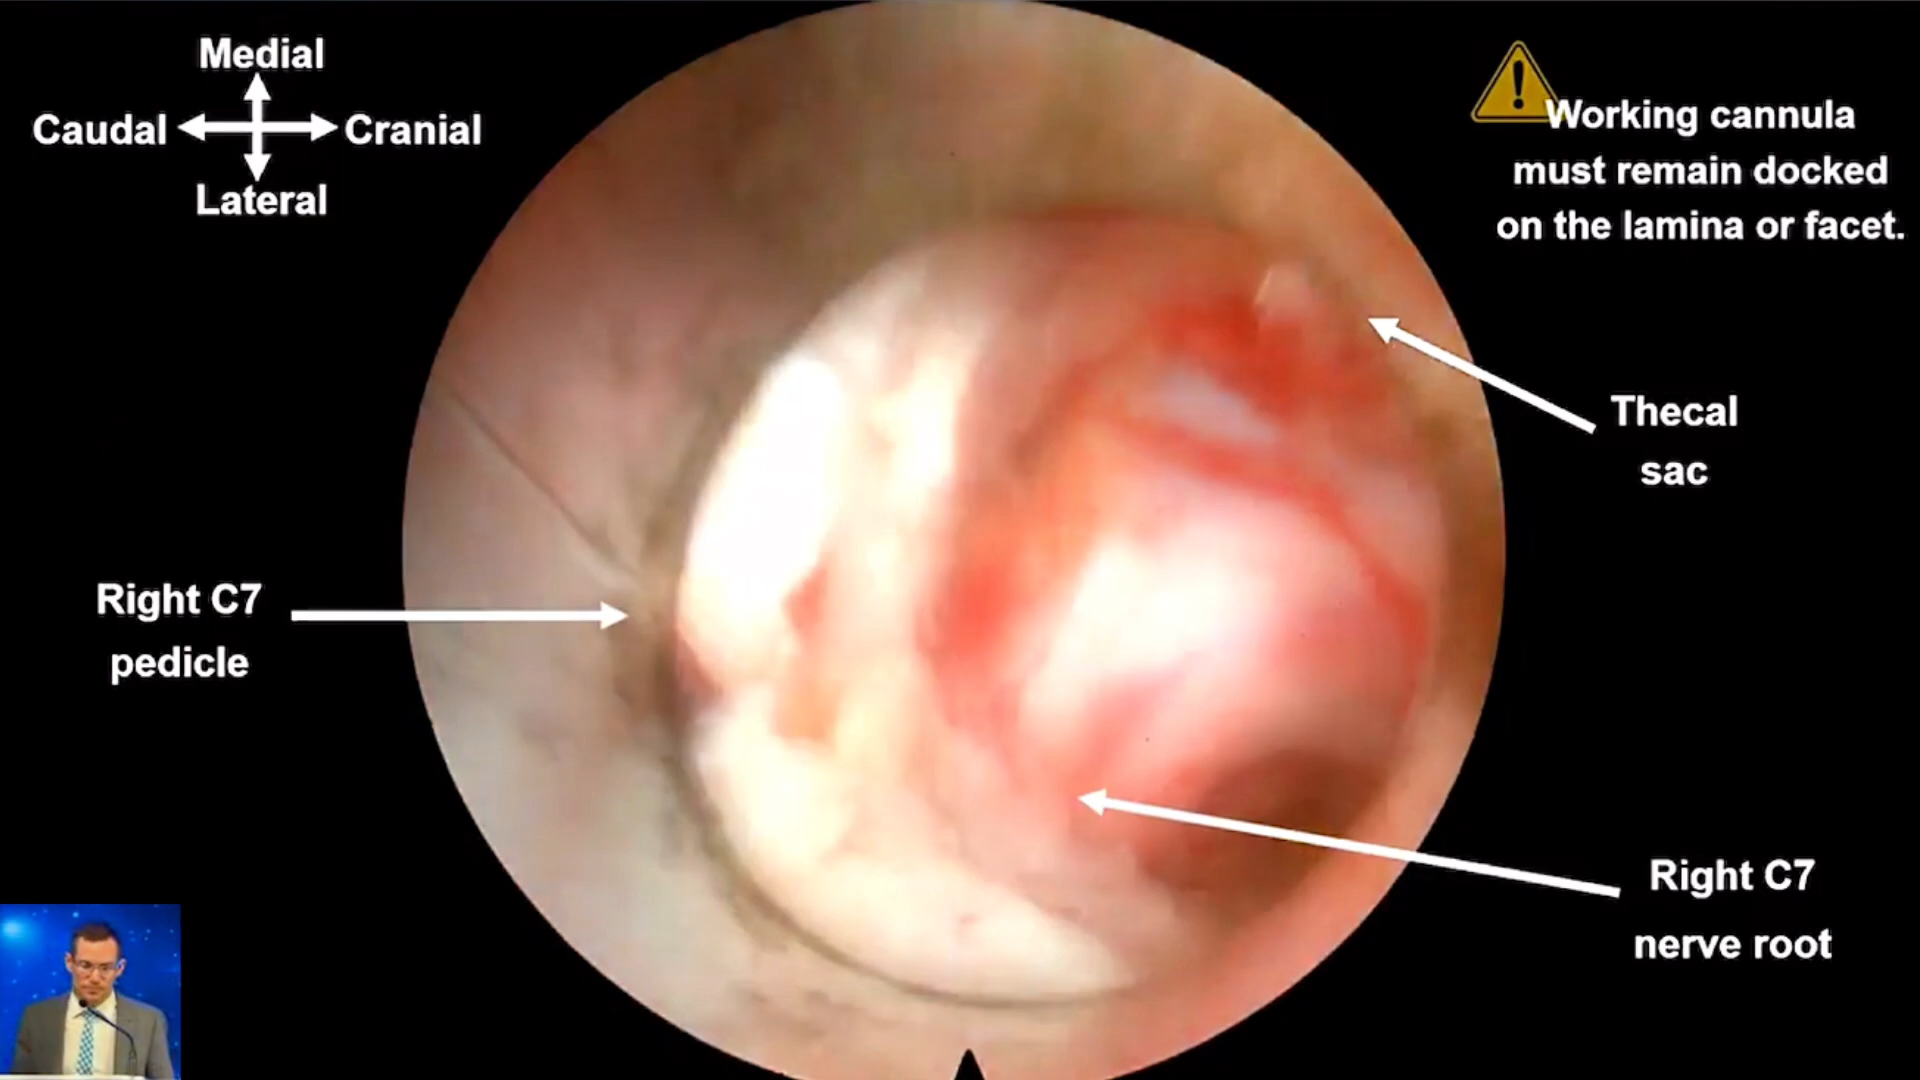 Medial
Caudal
Cranial
Lateral
Working cannula
must remain docked
on the lamina or facet.
Thecal
sac
Right C7
pedicle
Right C7
nerve root